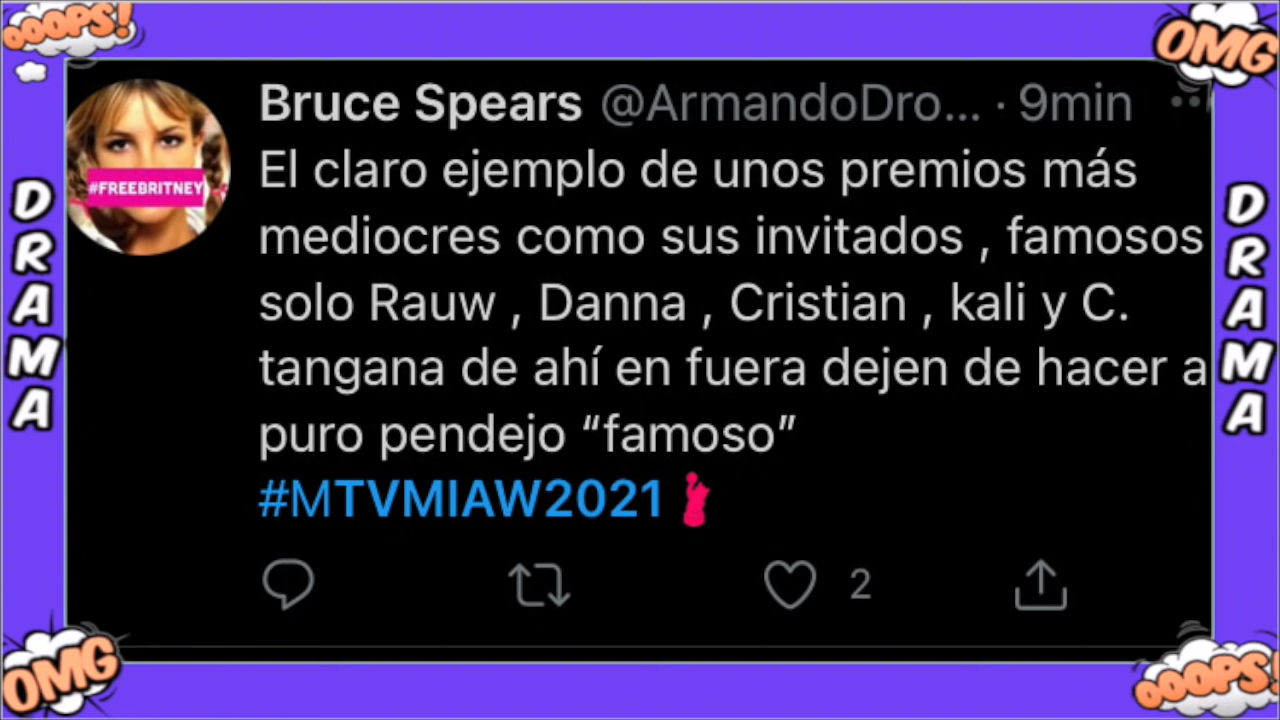 OOOPS!
OMG
Bruce Spears @ArmandoDro... · 9min
#FREEBRITNEY
El claro ejemplo de unos premios más
mediocres como sus invitados , famosos
solo Rauw , Danna , Cristian , kali y C.
tangana de ahí en fuera dejen de hacer a
puro pendejo “famoso”
#MTVMIAW2021
2
DRAMA
DRAMA
OMG
OOOPS!